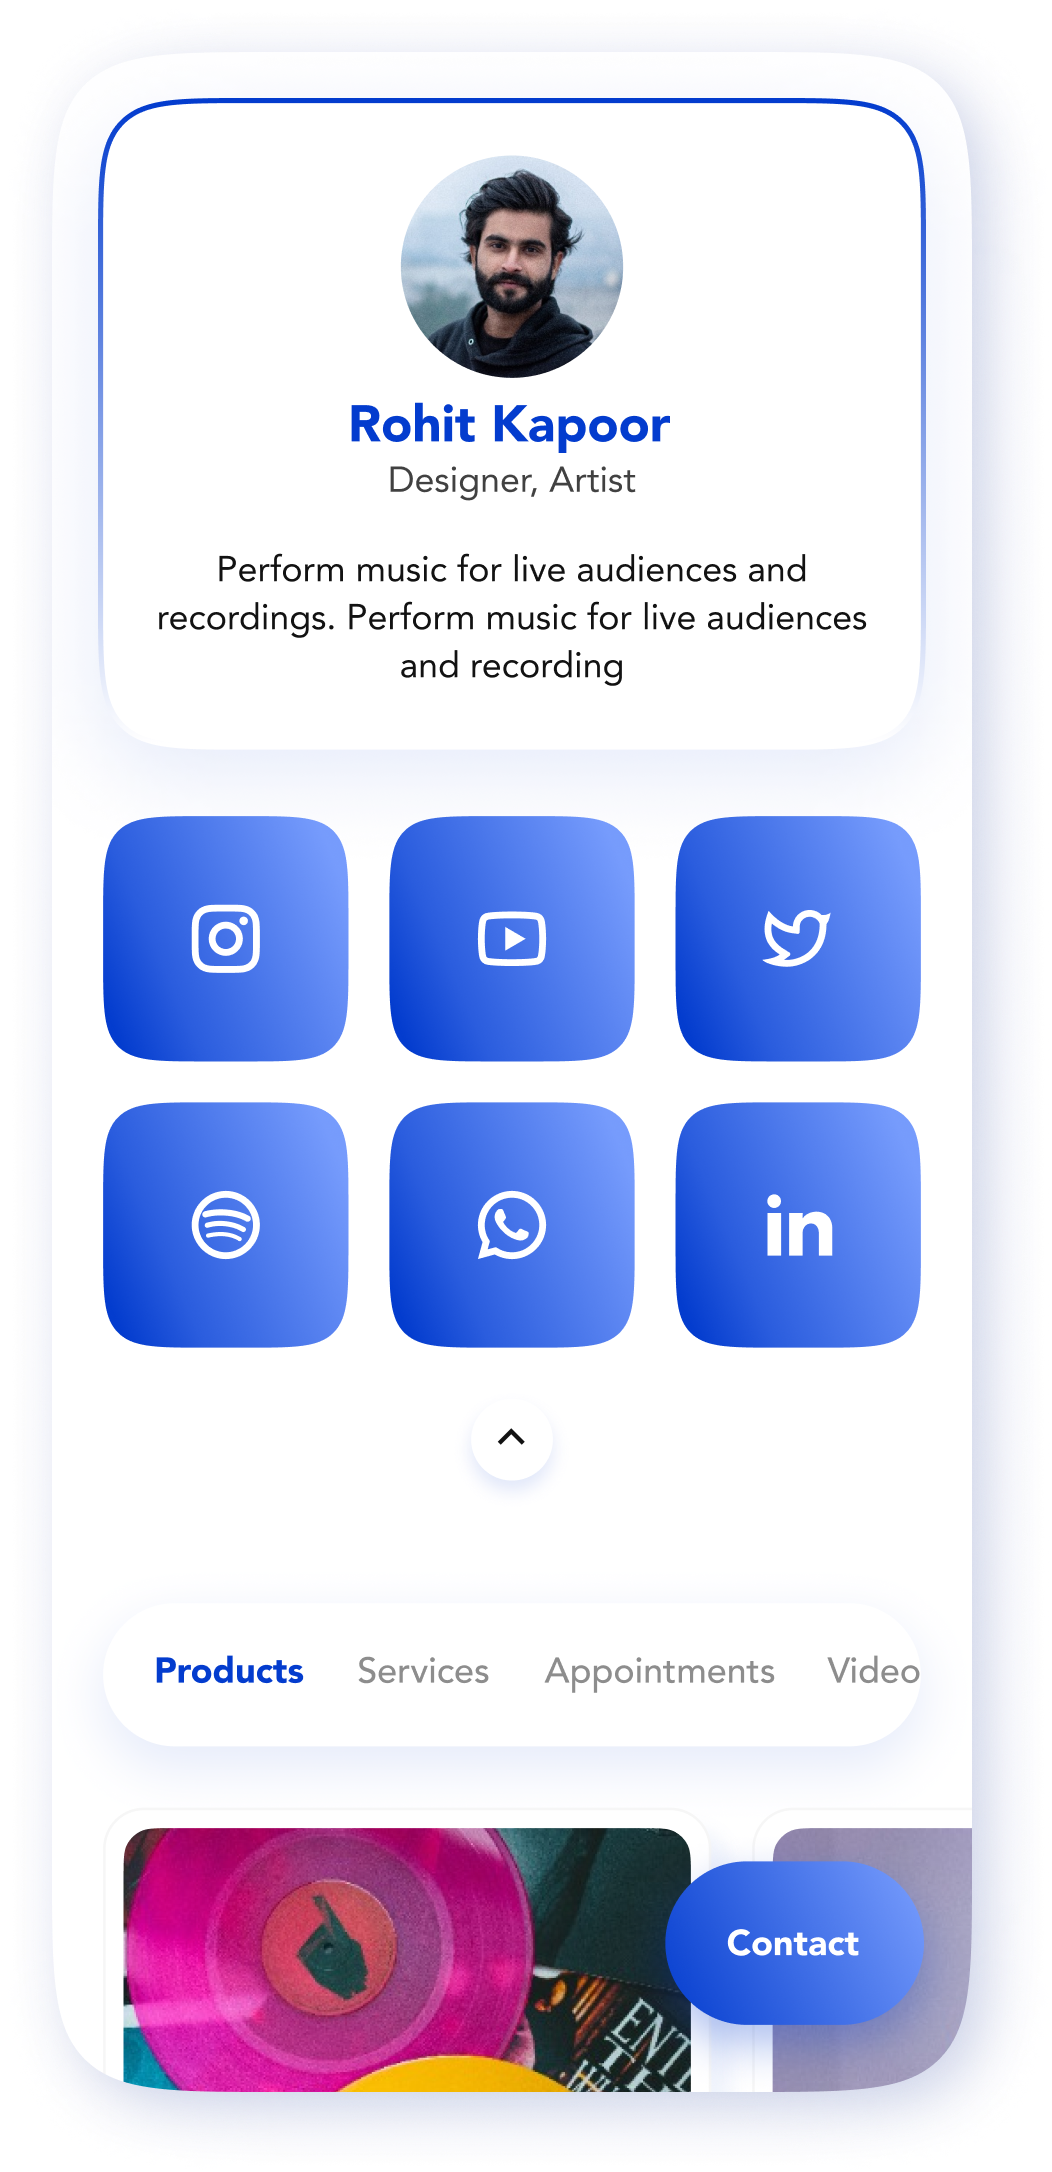 Rohit Kapoor
Designer, Artist
Perform music for live audiences and
recordings. Perform music for live audiences
and recording
in
Products Services Appointments Video
Contact